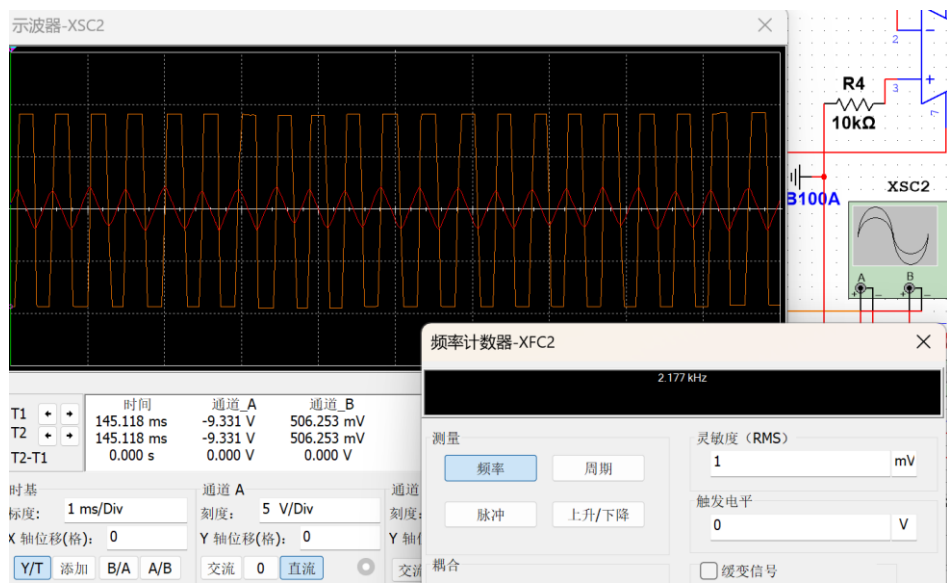 示波器-XSC2
2
R4
3
10kΩ
7
B100A
XSC2
A
B
频率计数器-XFC2
2.177 kHz
时间 通道_A 通道_B
T1 145.118 ms -9.331 V 506.253 mV
T2 145.118 ms -9.331 V 506.253 mV
T2-T1 0.000 s 0.000 V 0.000 V
测量
频率 周期
脉冲 上升/下降
耦合
灵敏度（RMS）
1 mV
触发电平
0 V
缓变信号
时基 通道 A 通道
标度: 1 ms/Div 刻度: 5 V/Div 刻度:
X 轴位移(格): 0 Y 轴位移(格): 0 Y 轴
Y/T 添加 B/A A/B 交流 0 直流 交流